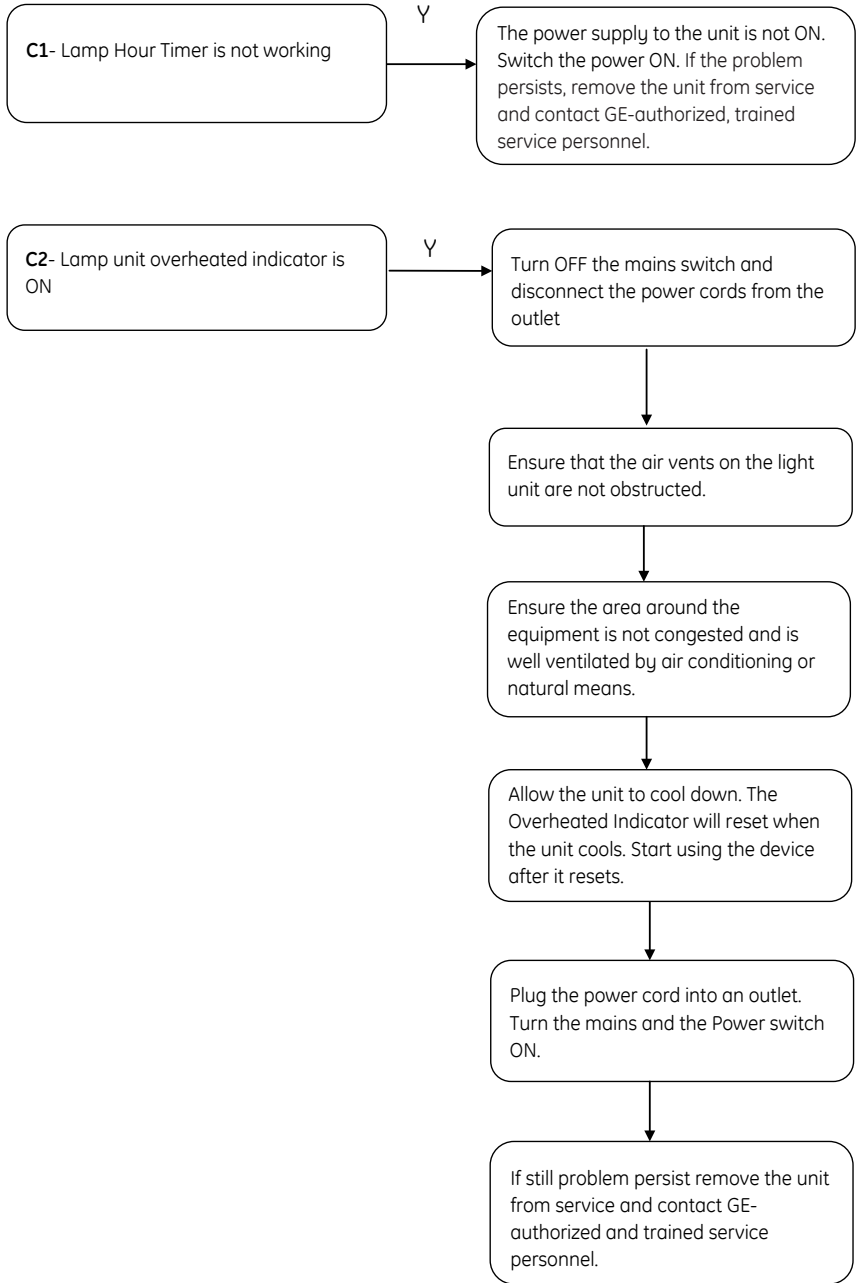 Y
C1- Lamp Hour Timer is not working
The power supply to the unit is not ON.
Switch the power ON. If the problem
persists, remove the unit from service
and contact GE-authorized, trained
service personnel.
C2- Lamp unit overheated indicator is
ON
Y
Turn OFF the mains switch and
disconnect the power cords from the
outlet
Ensure that the air vents on the light
unit are not obstructed.
Ensure the area around the
equipment is not congested and is
well ventilated by air conditioning or
natural means.
Allow the unit to cool down. The
Overheated Indicator will reset when
the unit cools. Start using the device
after it resets.
Plug the power cord into an outlet.
Turn the mains and the Power switch
ON.
If still problem persist remove the unit
from service and contact GE-
authorized and trained service
personnel.